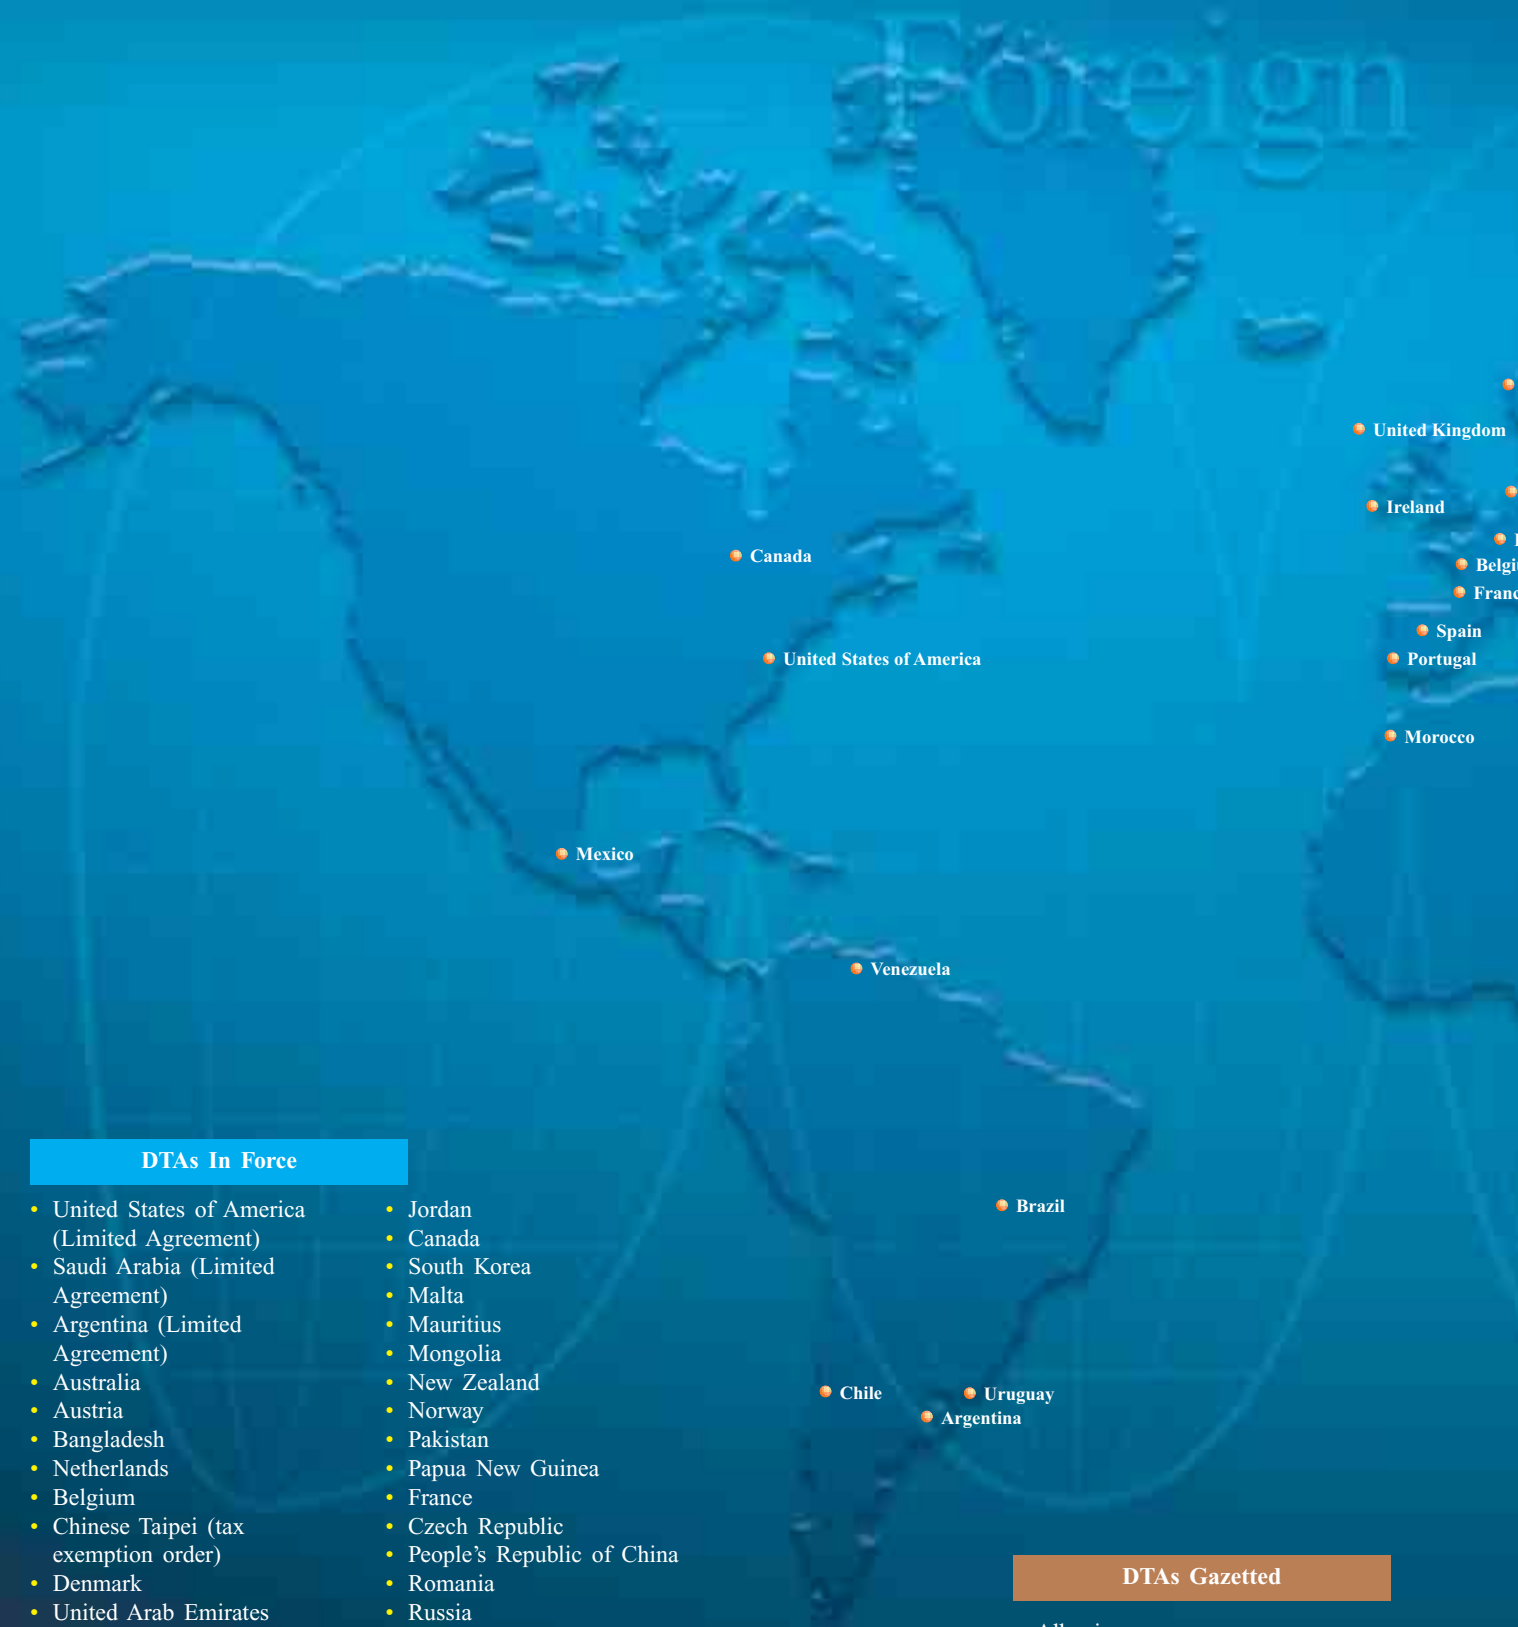 Foreign
United Kingdom
Ireland
Canada
Spain
United States of America
Portugal
Morocco
Mexico
Venezuela
Brazil
Chile
Uruguay
Argentina
DTAs In Force
• United States of America
(Limited Agreement)
• Saudi Arabia (Limited
Agreement)
• Argentina (Limited
Agreement)
• Australia
• Austria
• Bangladesh
• Netherlands
• Belgium
• Chinese Taipei (tax
exemption order)
• Denmark
• United Arab Emirates
• Jordan
• Canada
• South Korea
• Malta
• Mauritius
• Mongolia
• New Zealand
• Norway
• Pakistan
• Papua New Guinea
• France
• Czech Republic
• People's Republic of China
• Romania
• Russia
DTAs Gazetted